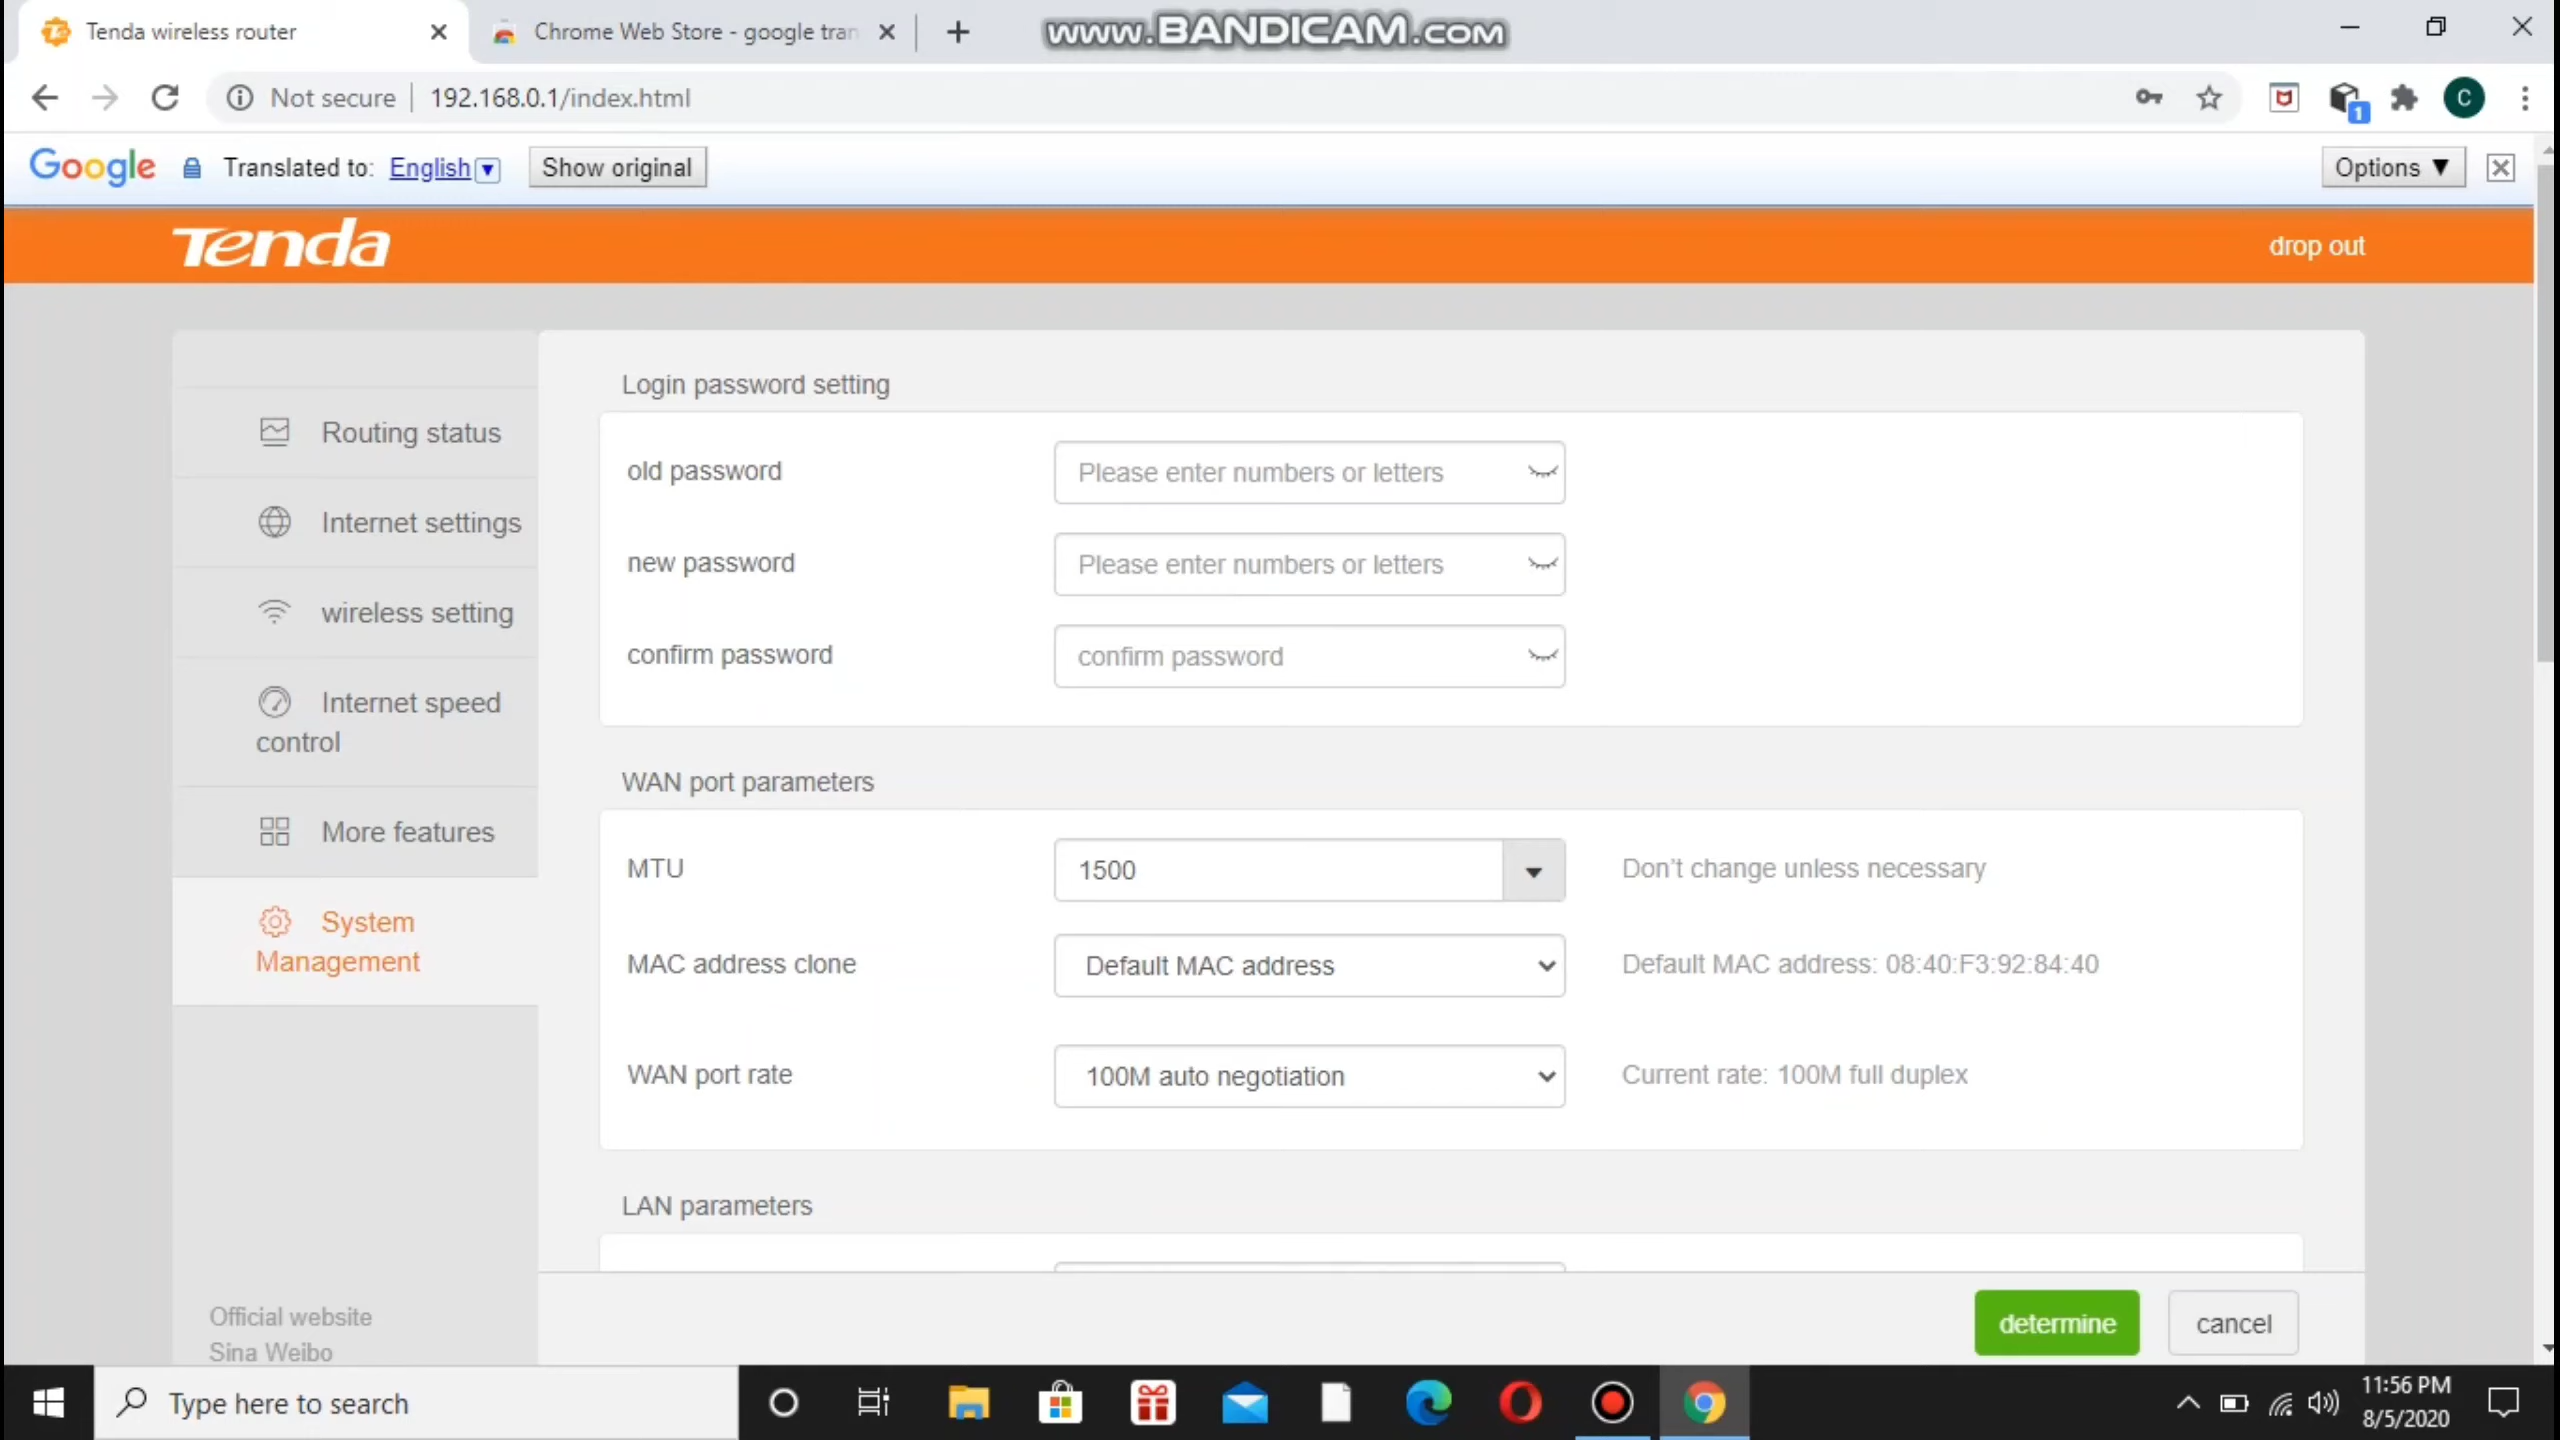 Tenda wireless router
Chrome Web Store - google tran
www.BANDICAM.com
Not secure
192.168.0.1/index.html
1
C
Google Translated to: English Show original
Options ▼
Tenda
drop out
Routing status
Internet settings
wireless setting
Internet speed
control
More features
System
Management
Official website
Sina Weibo
Login password setting
old password
Please enter numbers or letters
new password
Please enter numbers or letters
confirm password
confirm password
WAN port parameters
MTU
1500
Don't change unless necessary
MAC address clone
Default MAC address
Default MAC address: 08:40:F3:92:84:40
WAN port rate
100M auto negotiation
Current rate: 100M full duplex
LAN parameters
determine
cancel
Type here to search
11:56 PM
8/5/2020